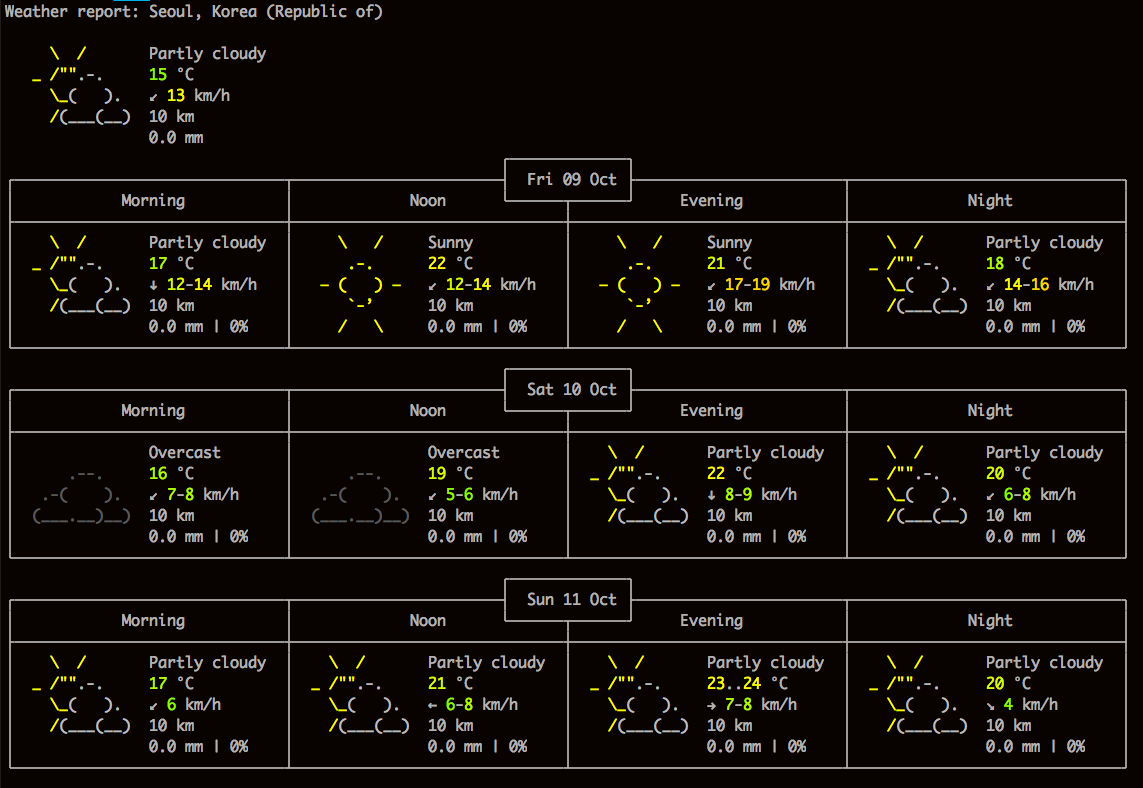 Weather report: Seoul, Korea (Republic of)
Partly cloudy
15 °C
↙ 13 km/h
10 km
0.0 mm
Fri 09 Oct
Morning Noon Evening Night
Partly cloudy Sunny Sunny Partly cloudy
17 °C 22 °C 21 °C 18 °C
↓ 12-14 km/h ↙ 12-14 km/h ↙ 17-19 km/h ↙ 14-16 km/h
10 km 10 km 10 km 10 km
0.0 mm | 0% 0.0 mm | 0% 0.0 mm | 0% 0.0 mm | 0%
Sat 10 Oct
Morning Noon Evening Night
Overcast Overcast Partly cloudy Partly cloudy
16 °C 19 °C 22 °C 20 °C
↙ 7-8 km/h ↙ 5-6 km/h ↓ 8-9 km/h ↙ 6-8 km/h
10 km 10 km 10 km 10 km
0.0 mm | 0% 0.0 mm | 0% 0.0 mm | 0% 0.0 mm | 0%
Sun 11 Oct
Morning Noon Evening Night
Partly cloudy Partly cloudy Partly cloudy Partly cloudy
17 °C 21 °C 23..24 °C 20 °C
↙ 6 km/h ← 6-8 km/h → 7-8 km/h ↘ 4 km/h
10 km 10 km 10 km 10 km
0.0 mm | 0% 0.0 mm | 0% 0.0 mm | 0% 0.0 mm | 0%